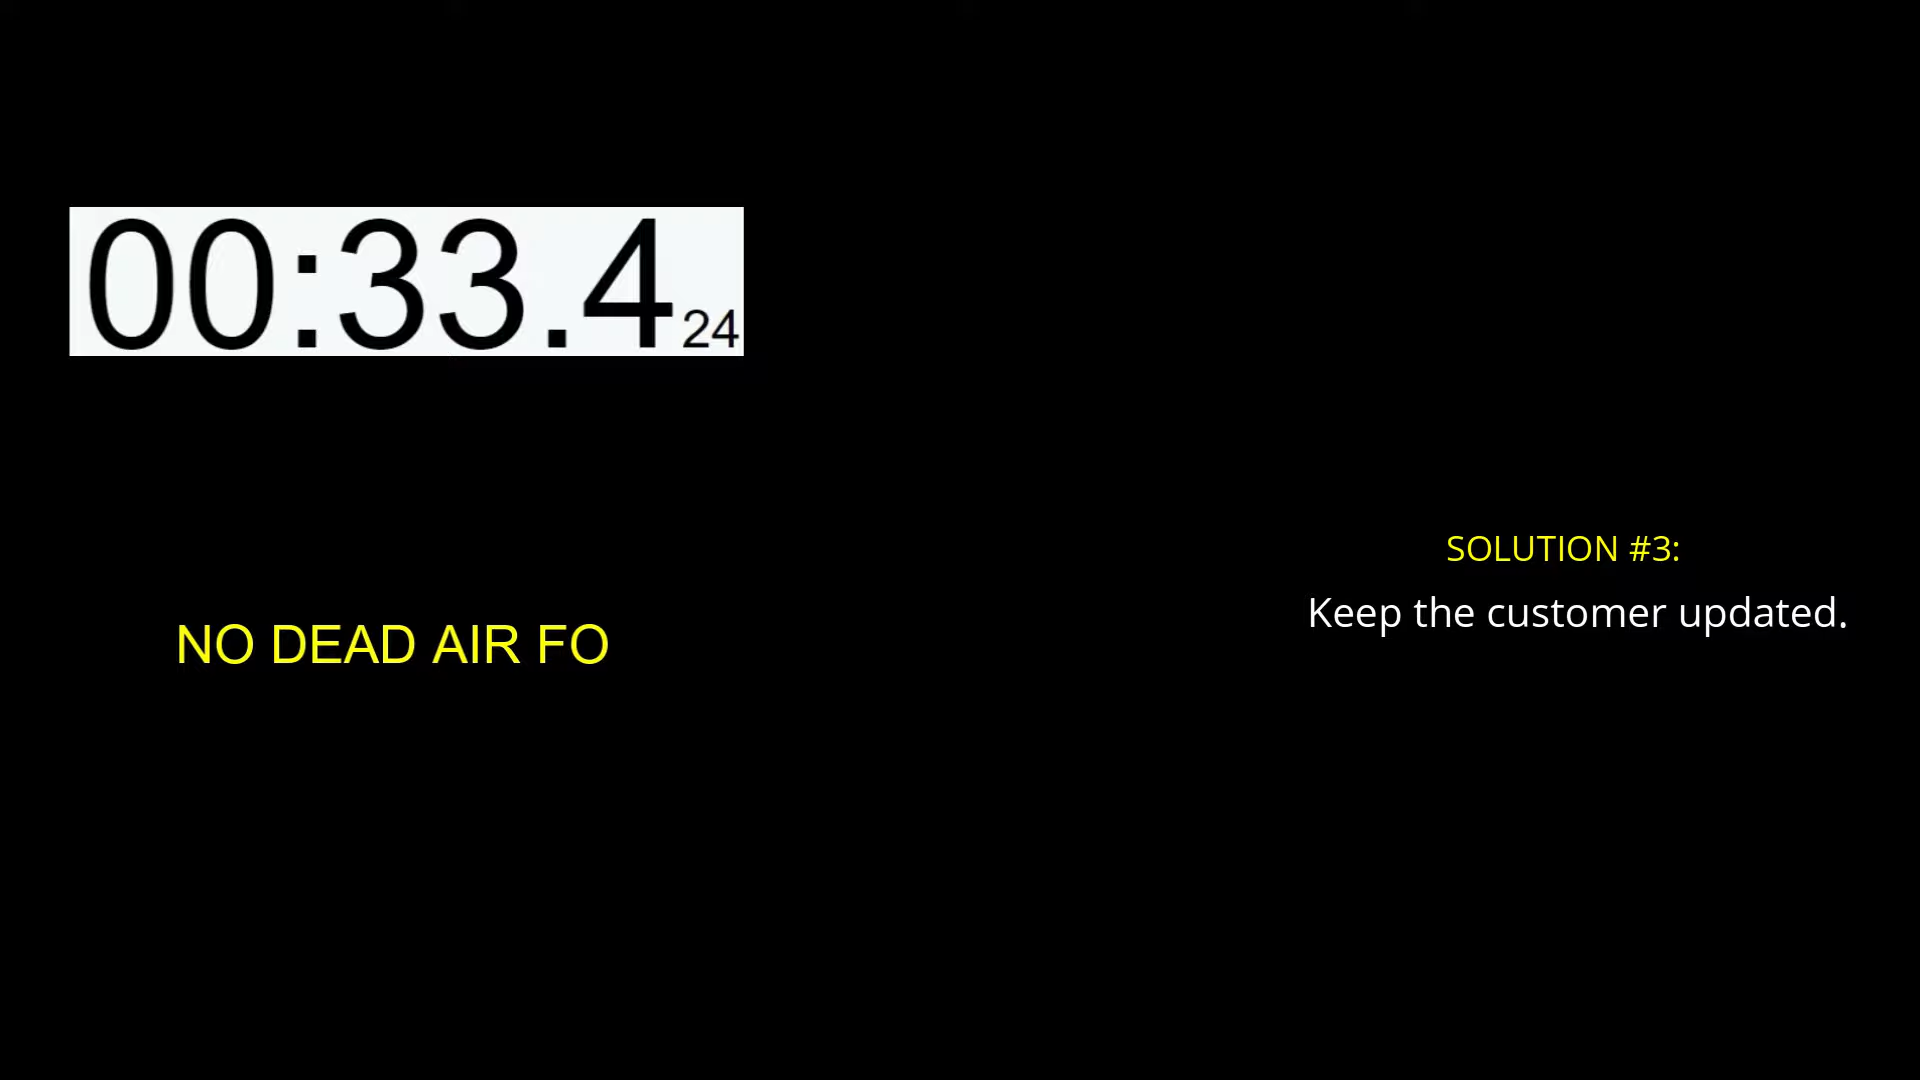 00:33.424
NO DEAD AIR FO
SOLUTION #3:
Keep the customer updated.